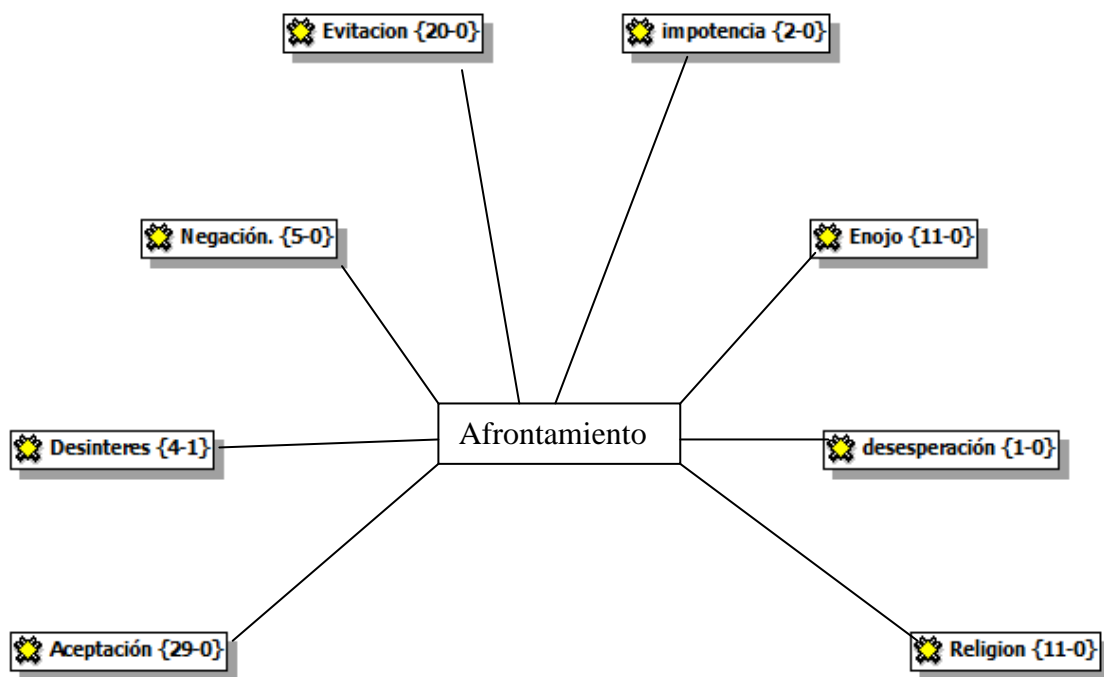 Evitacion {20-0}
impotencia {2-0}
Negación. {5-0}
Enojo {11-0}
Afrontamiento
Desinteres {4-1}
desesperación {1-0}
Aceptación {29-0}
Religion {11-0}